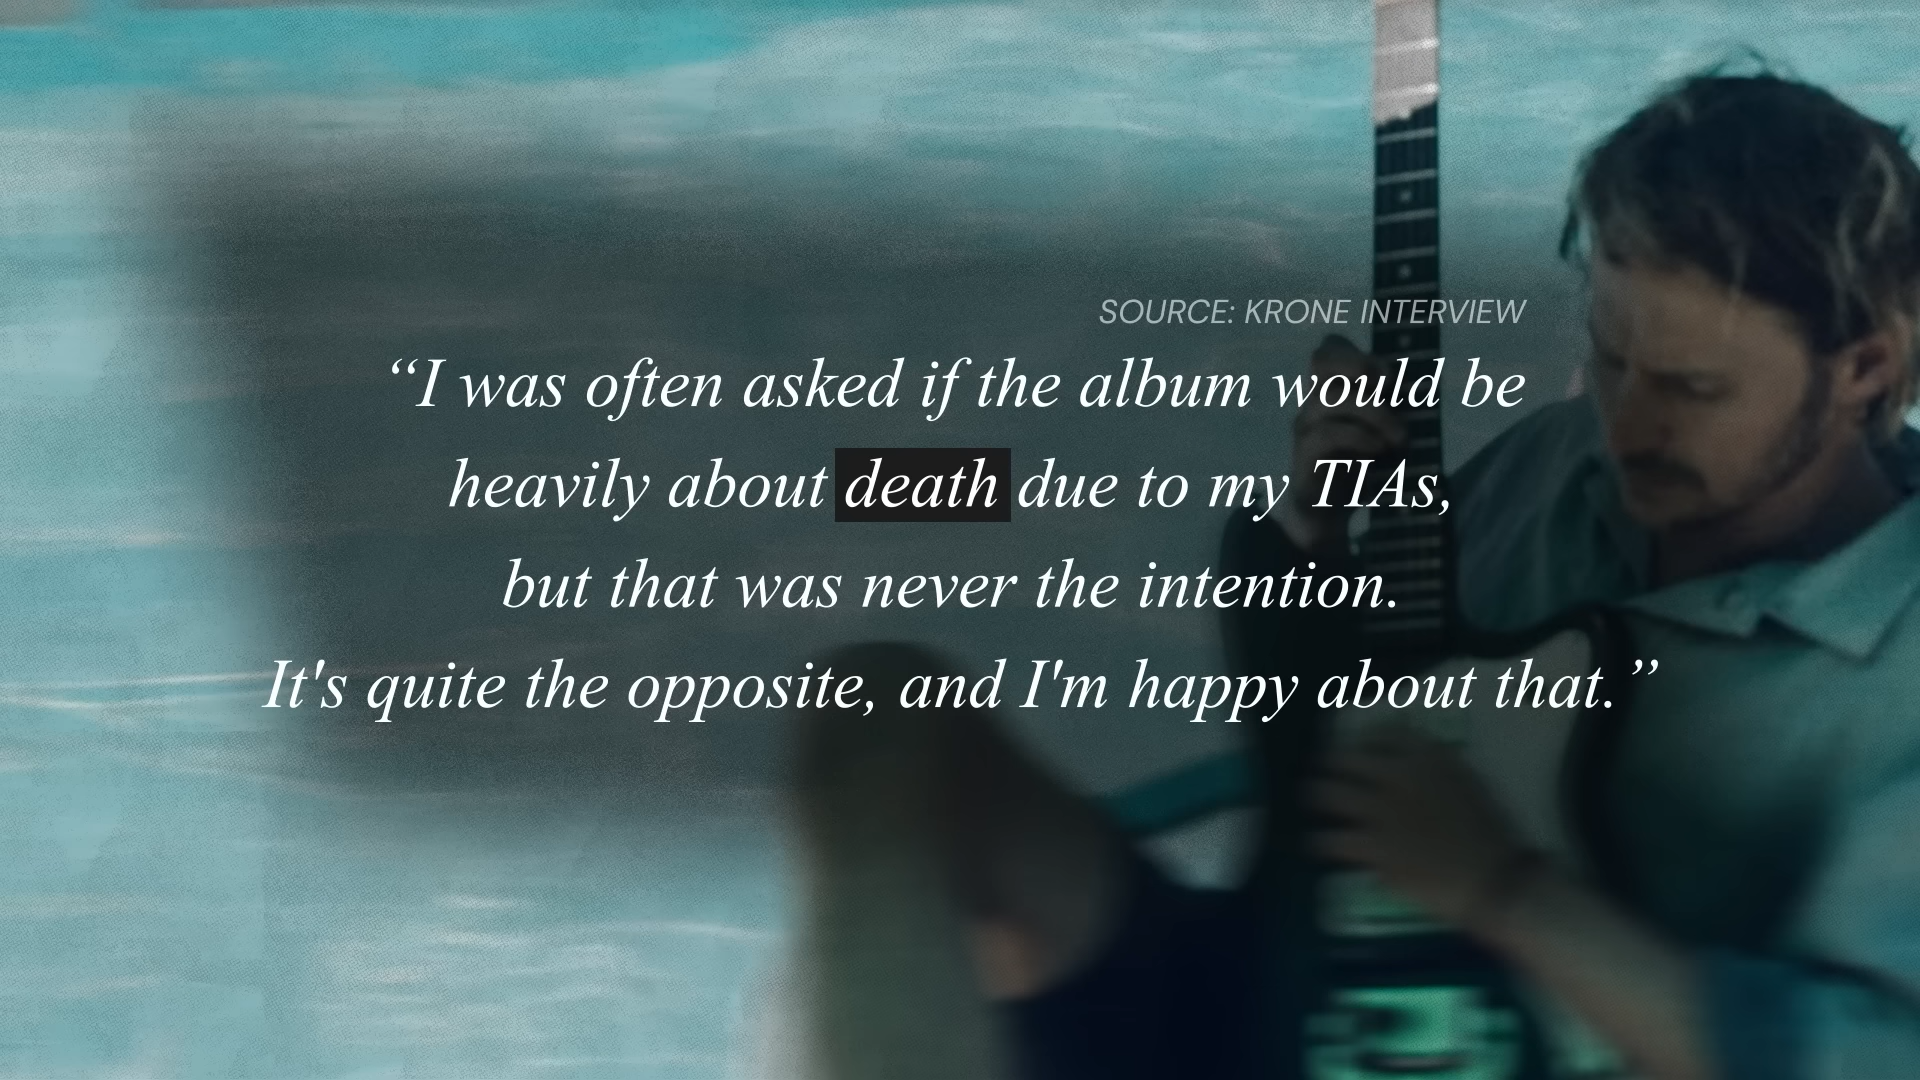 SOURCE: KRONE INTERVIEW
“I was often asked if the album would be
heavily about death due to my TIAs,
but that was never the intention.
It's quite the opposite, and I'm happy about that.”